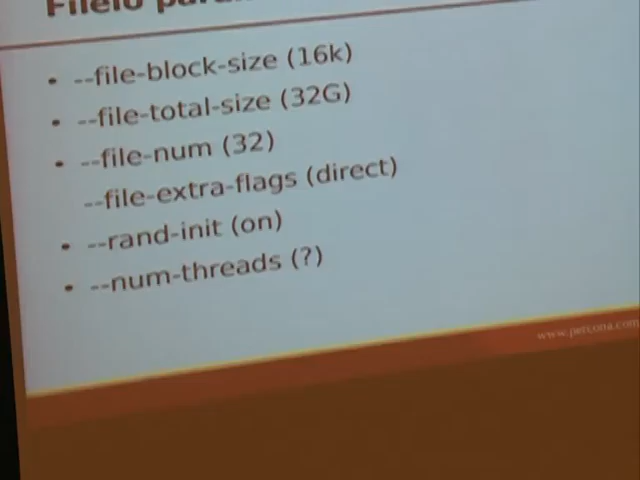 Fileio
• --file-block-size (16k)
• --file-total-size (32G)
• --file-num (32)
--file-extra-flags (direct)
• --rand-init (on)
• --num-threads (?)
www.percona.com